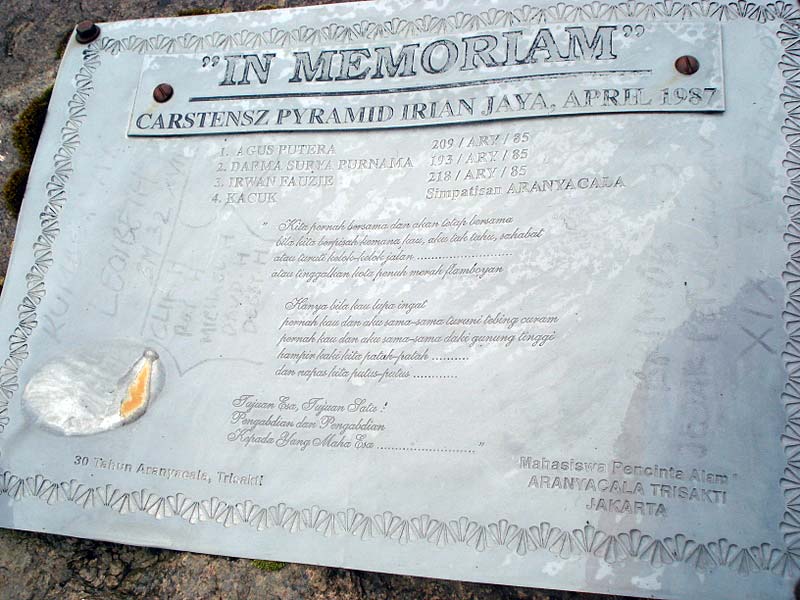 "IN MEMORIAM"
CARSTENSZ PYRAMID IRIAN JAYA, APRIL 1987
1. AGUS PUTERA 209 / ARY / 85
2. DARMA SURYA PURNAMA 193 / ARY / 85
3. IRWAN FAUZIE 218 / ARY / 85
4. KACUK Simpatisan ARANYACALA
" Kita pernah bersama dan akan tetap bersama
bila kita berpisah kemana kau, aku tak tahu, sahabat
atau turuti kelok-kelok jalan ........................
atau tinggalkan kota penuh merah flamboyan
Hanya bila kau lupa ingat
pernah kau dan aku sama-sama turuni tebing curam
pernah kau dan aku sama-sama daki gunung tinggi
hampir kaki kita patah-patah ..........
dan napas kita putus-putus ............
Tujuan Esa, Tujuan Satu :
Pengabdian dan Pengabdian
Kepada Yang Maha Esa ........................ "
30 Tahun Aranyacala, Trisakti
Mahasiswa Pencinta Alam
ARANYACALA TRISAKTI
JAKARTA
XIX